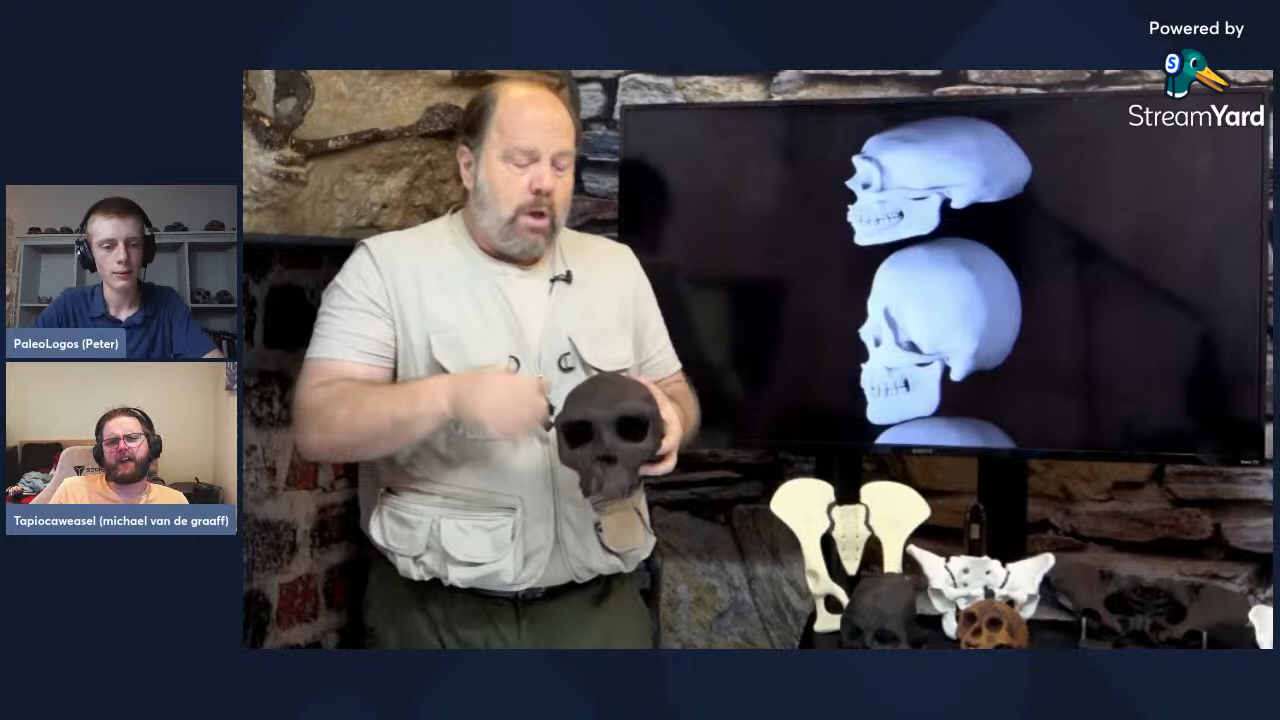 Powered by
S
StreamYard
PaleoLogos (Peter)
Tapiocaweasel (michael van de graaff)